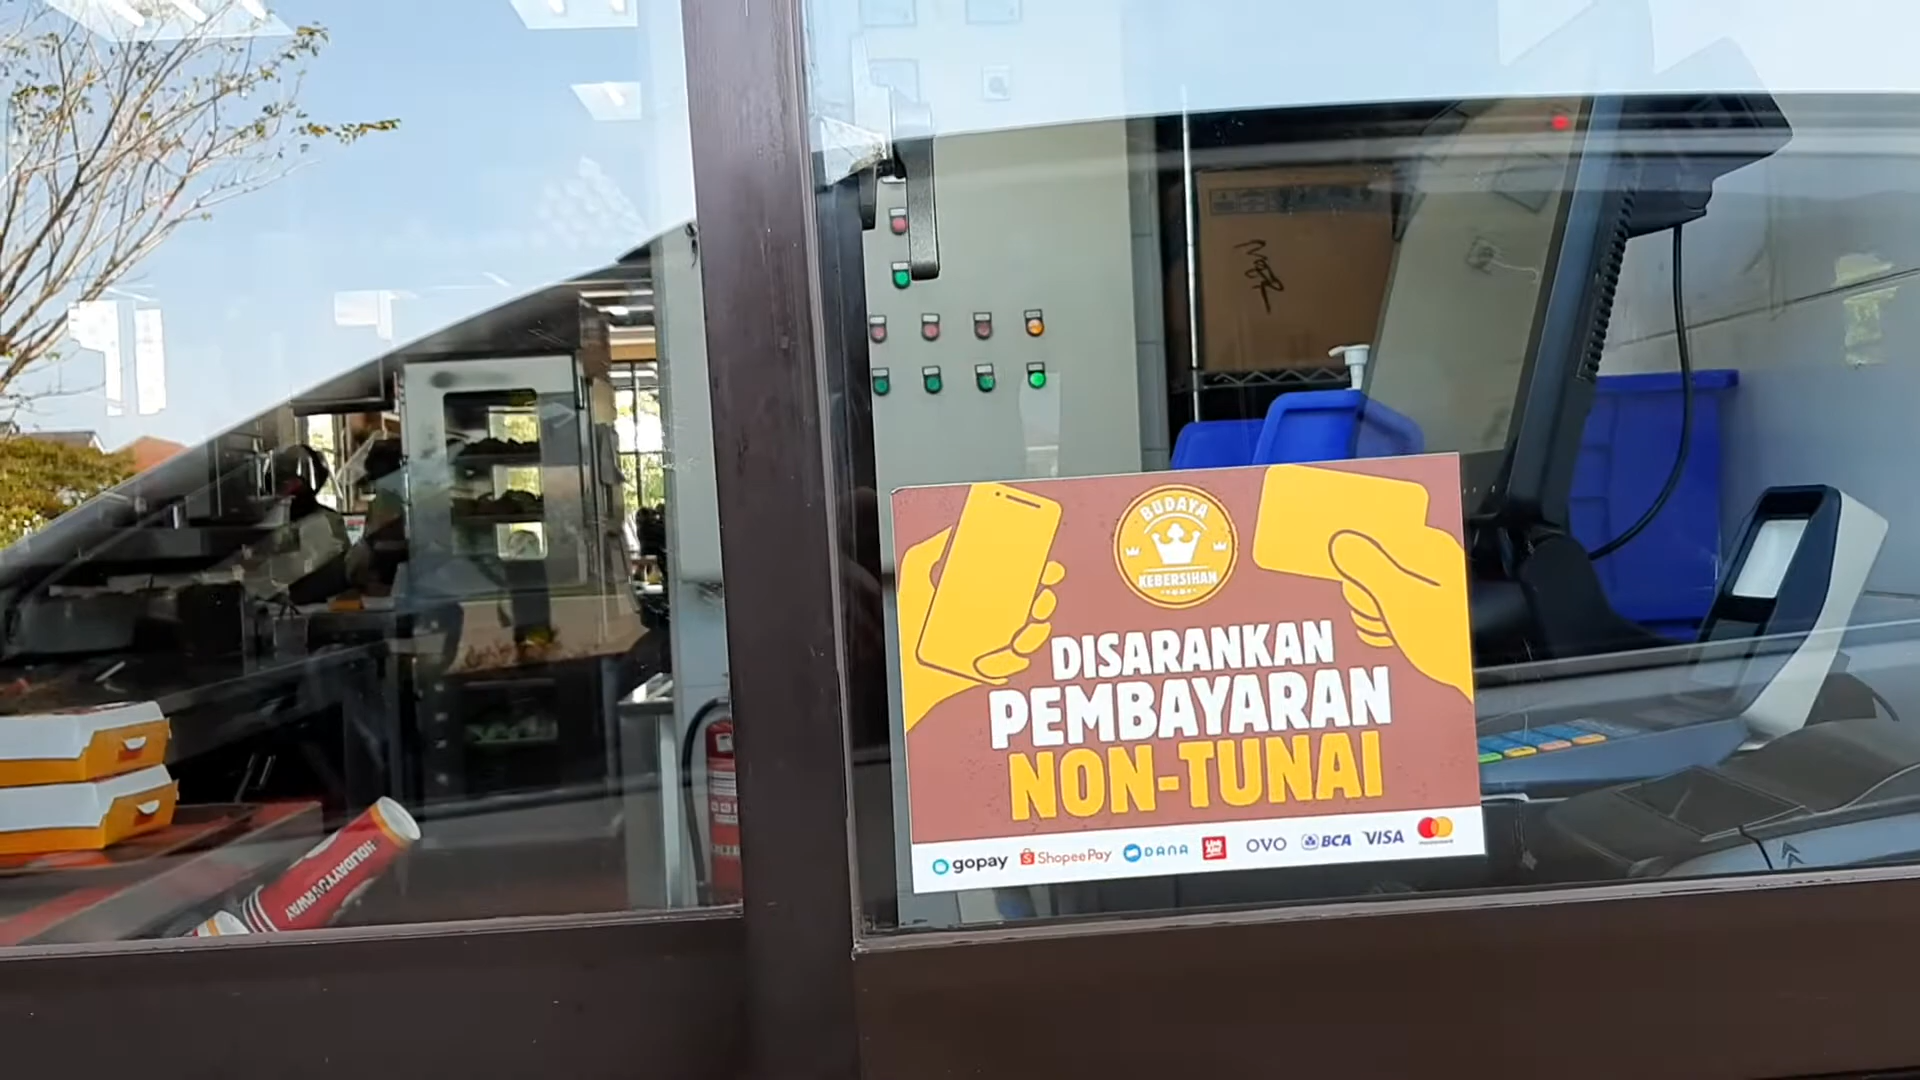 BUDAYA
KEBERSIHAN
DISARANKAN
PEMBAYARAN
NON-TUNAI
gopay ShopeePay DANA OVO BCA VISA